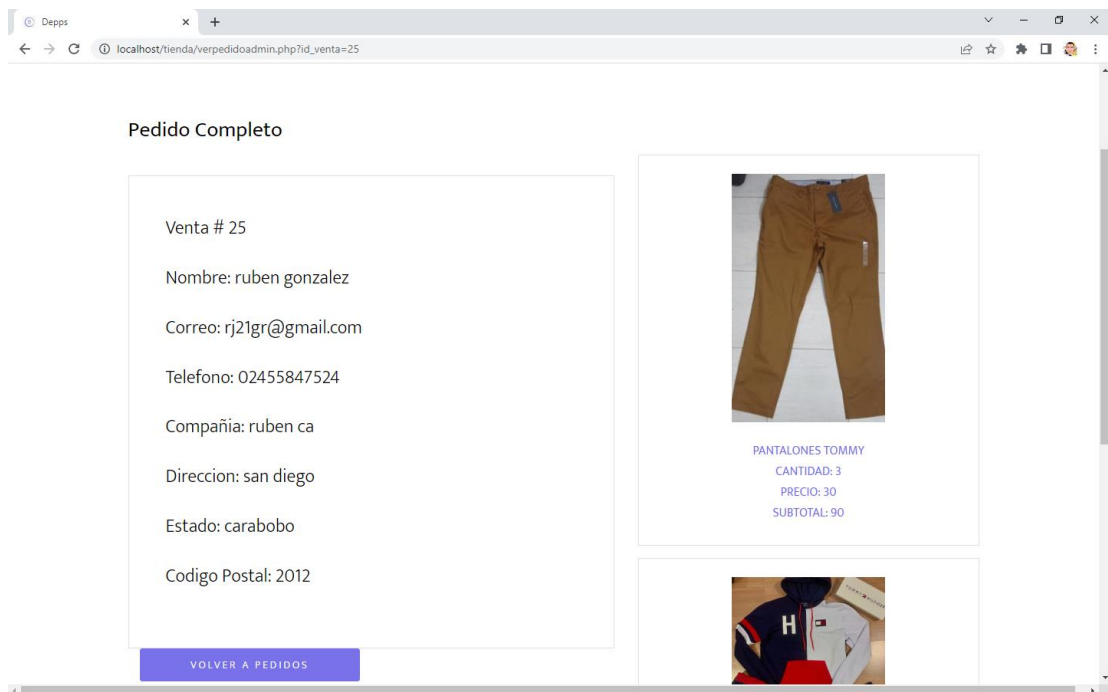 Depps
localhost/tienda/verpedidoadmin.php?id_venta=25
Pedido Completo
Venta # 25
Nombre: ruben gonzalez
Correo: rj21gr@gmail.com
Telefono: 02455847524
Compañia: ruben ca
Direccion: san diego
Estado: carabobo
Codigo Postal: 2012
VOLVER A PEDIDOS
PANTALONES TOMMY
CANTIDAD: 3
PRECIO: 30
SUBTOTAL: 90
H